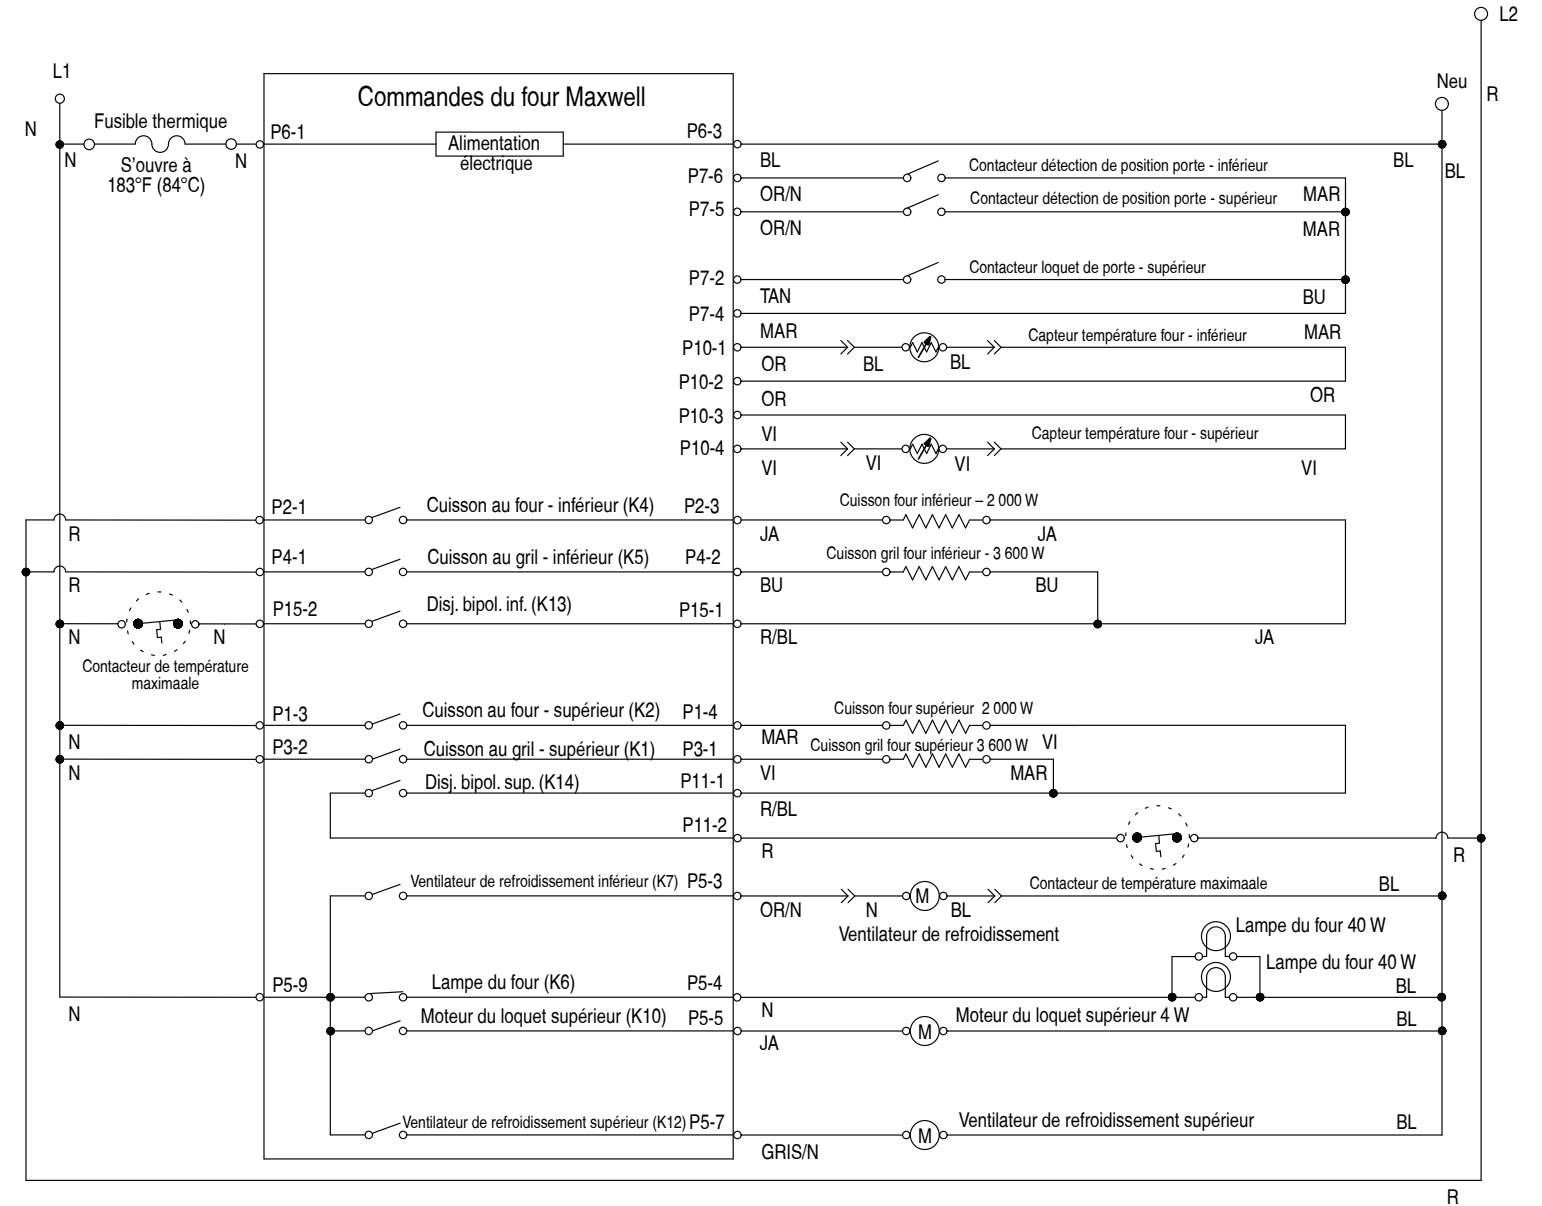 L2
L1
Neu
Commandes du four Maxwell
R
N
Fusible thermique
P6-1
Alimentation
électrique
P6-3
N
S'ouvre à
183°F (84°C)
N
BL
BL
BL
P7-6
Contacteur détection de position porte - inférieur
OR/N
MAR
P7-5
Contacteur détection de position porte - supérieur
OR/N
MAR
P7-2
Contacteur loquet de porte - supérieur
TAN
BU
P7-4
MAR
Capteur température four - inférieur
MAR
P10-1
OR
BL
BL
P10-2
OR
OR
P10-3
VI
Capteur température four - supérieur
P10-4
VI
VI
VI
VI
P2-1
Cuisson au four - inférieur (K4)
P2-3
Cuisson four inférieur – 2 000 W
R
JA
JA
P4-1
Cuisson au gril - inférieur (K5)
P4-2
Cuisson gril four inférieur - 3 600 W
R
BU
BU
P15-2
Disj. bipol. inf. (K13)
P15-1
N
N
R/BL
JA
Contacteur de température
maximaale
P1-3
Cuisson au four - supérieur (K2)
P1-4
Cuisson four supérieur 2 000 W
N
MAR
VI
P3-2
Cuisson au gril - supérieur (K1)
P3-1
Cuisson gril four supérieur 3 600 W
N
VI
MAR
Disj. bipol. sup. (K14)
P11-1
R/BL
P11-2
R
R
Ventilateur de refroidissement inférieur (K7)
P5-3
M
Contacteur de température maximaale
BL
OR/N
N
BL
Ventilateur de refroidissement
Lampe du four 40 W
Lampe du four 40 W
P5-9
Lampe du four (K6)
P5-4
BL
N
N
Moteur du loquet supérieur (K10)
P5-5
M
Moteur du loquet supérieur 4 W
BL
JA
Ventilateur de refroidissement supérieur (K12)
P5-7
M
Ventilateur de refroidissement supérieur
BL
GRIS/N
R